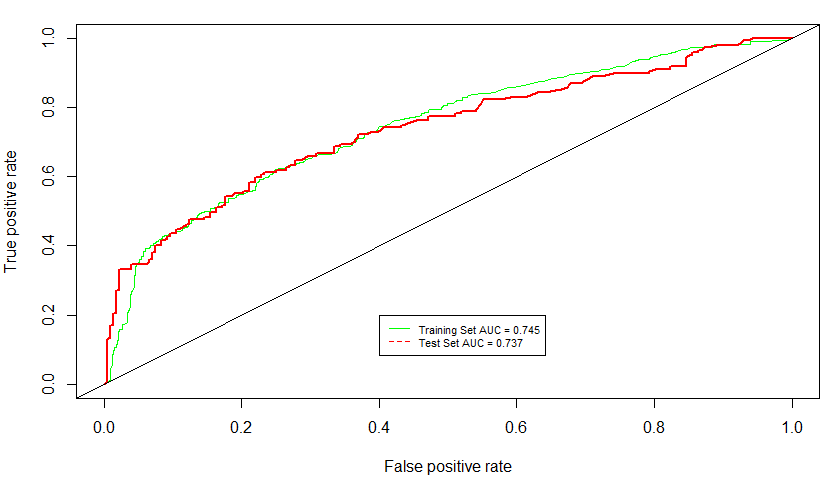 True positive rate
1.0
0.8
0.6
0.4
0.2
0.0
Training Set AUC = 0.745
Test Set AUC = 0.737
0.0 0.2 0.4 0.6 0.8 1.0
False positive rate